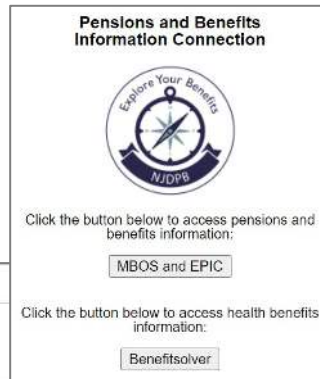 Pensions and Benefits
Information Connection
Explore Your Benefits
NJDPB
Click the button below to access pensions and
benefits information:
MBOS and EPIC
Click the button below to access health benefits
information:
Benefitsolver